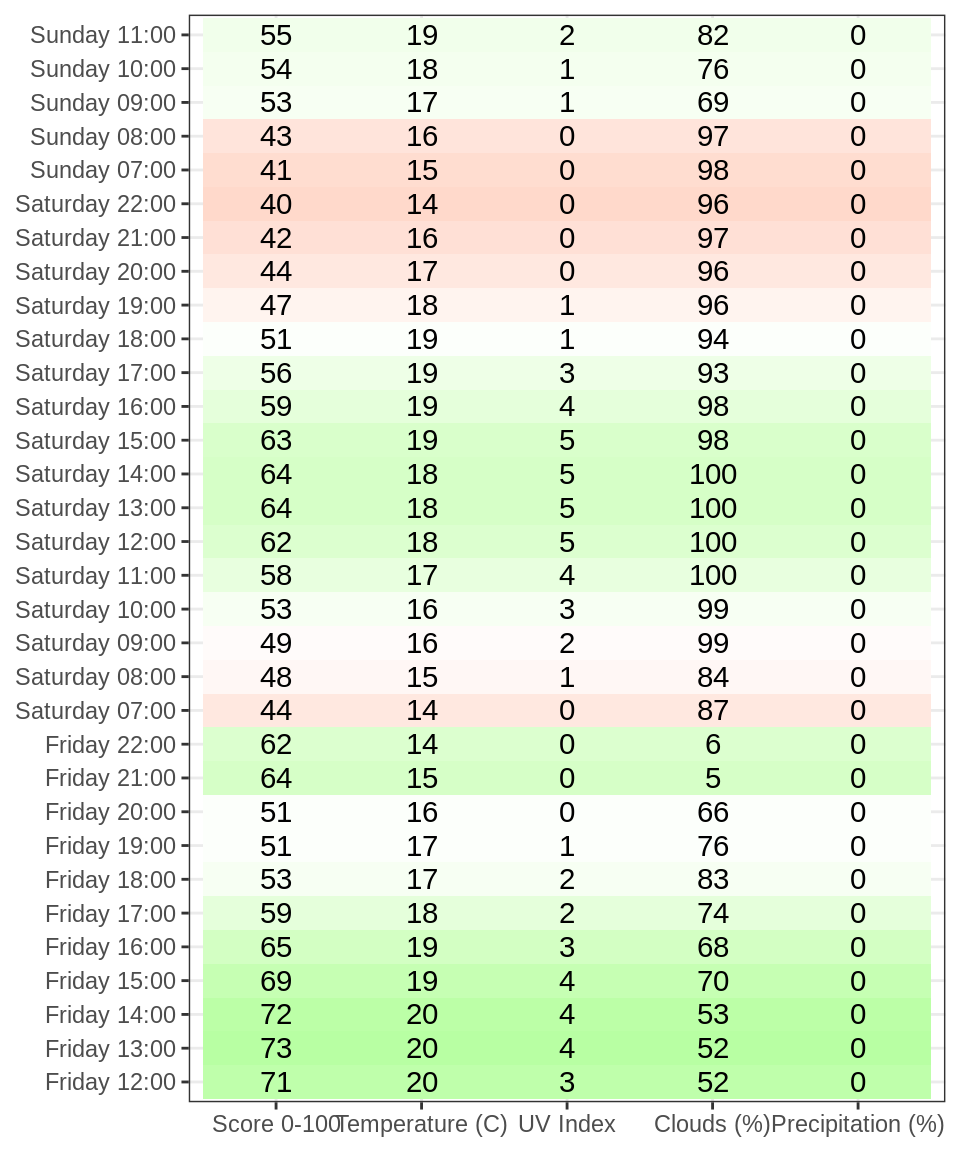 Sunday 11:00 55 19 2 82 0
Sunday 10:00 54 18 1 76 0
Sunday 09:00 53 17 1 69 0
Sunday 08:00 43 16 0 97 0
Sunday 07:00 41 15 0 98 0
Saturday 22:00 40 14 0 96 0
Saturday 21:00 42 16 0 97 0
Saturday 20:00 44 17 0 96 0
Saturday 19:00 47 18 1 96 0
Saturday 18:00 51 19 1 94 0
Saturday 17:00 56 19 3 93 0
Saturday 16:00 59 19 4 98 0
Saturday 15:00 63 19 5 98 0
Saturday 14:00 64 18 5 100 0
Saturday 13:00 64 18 5 100 0
Saturday 12:00 62 18 5 100 0
Saturday 11:00 58 17 4 100 0
Saturday 10:00 53 16 3 99 0
Saturday 09:00 49 16 2 99 0
Saturday 08:00 48 15 1 84 0
Saturday 07:00 44 14 0 87 0
Friday 22:00 62 14 0 6 0
Friday 21:00 64 15 0 5 0
Friday 20:00 51 16 0 66 0
Friday 19:00 51 17 1 76 0
Friday 18:00 53 17 2 83 0
Friday 17:00 59 18 2 74 0
Friday 16:00 65 19 3 68 0
Friday 15:00 69 19 4 70 0
Friday 14:00 72 20 4 53 0
Friday 13:00 73 20 4 52 0
Friday 12:00 71 20 3 52 0
Score 0-100 Temperature (C) UV Index Clouds (%) Precipitation (%)